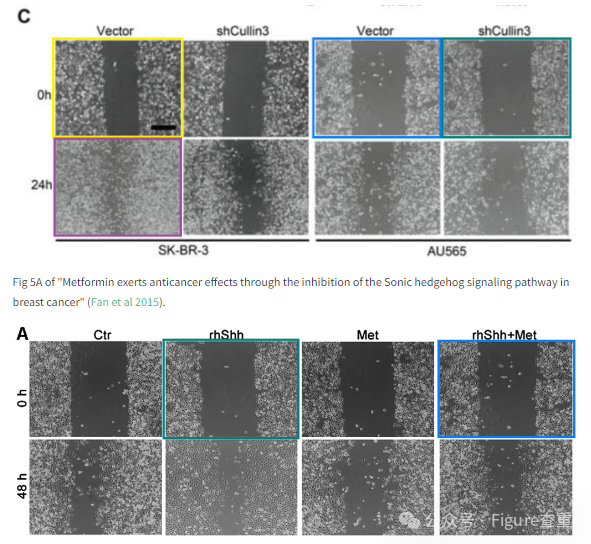 C
Vector shCullin3 Vector shCullin3
0h
24h
SK-BR-3 AU565
Fig 5A of "Metformin exerts anticancer effects through the inhibition of the Sonic hedgehog signaling pathway in
breast cancer" (Fan et al 2015).
A
Ctr rhShh Met rhShh+Met
0 h
48 h
公众号 · Figure查重